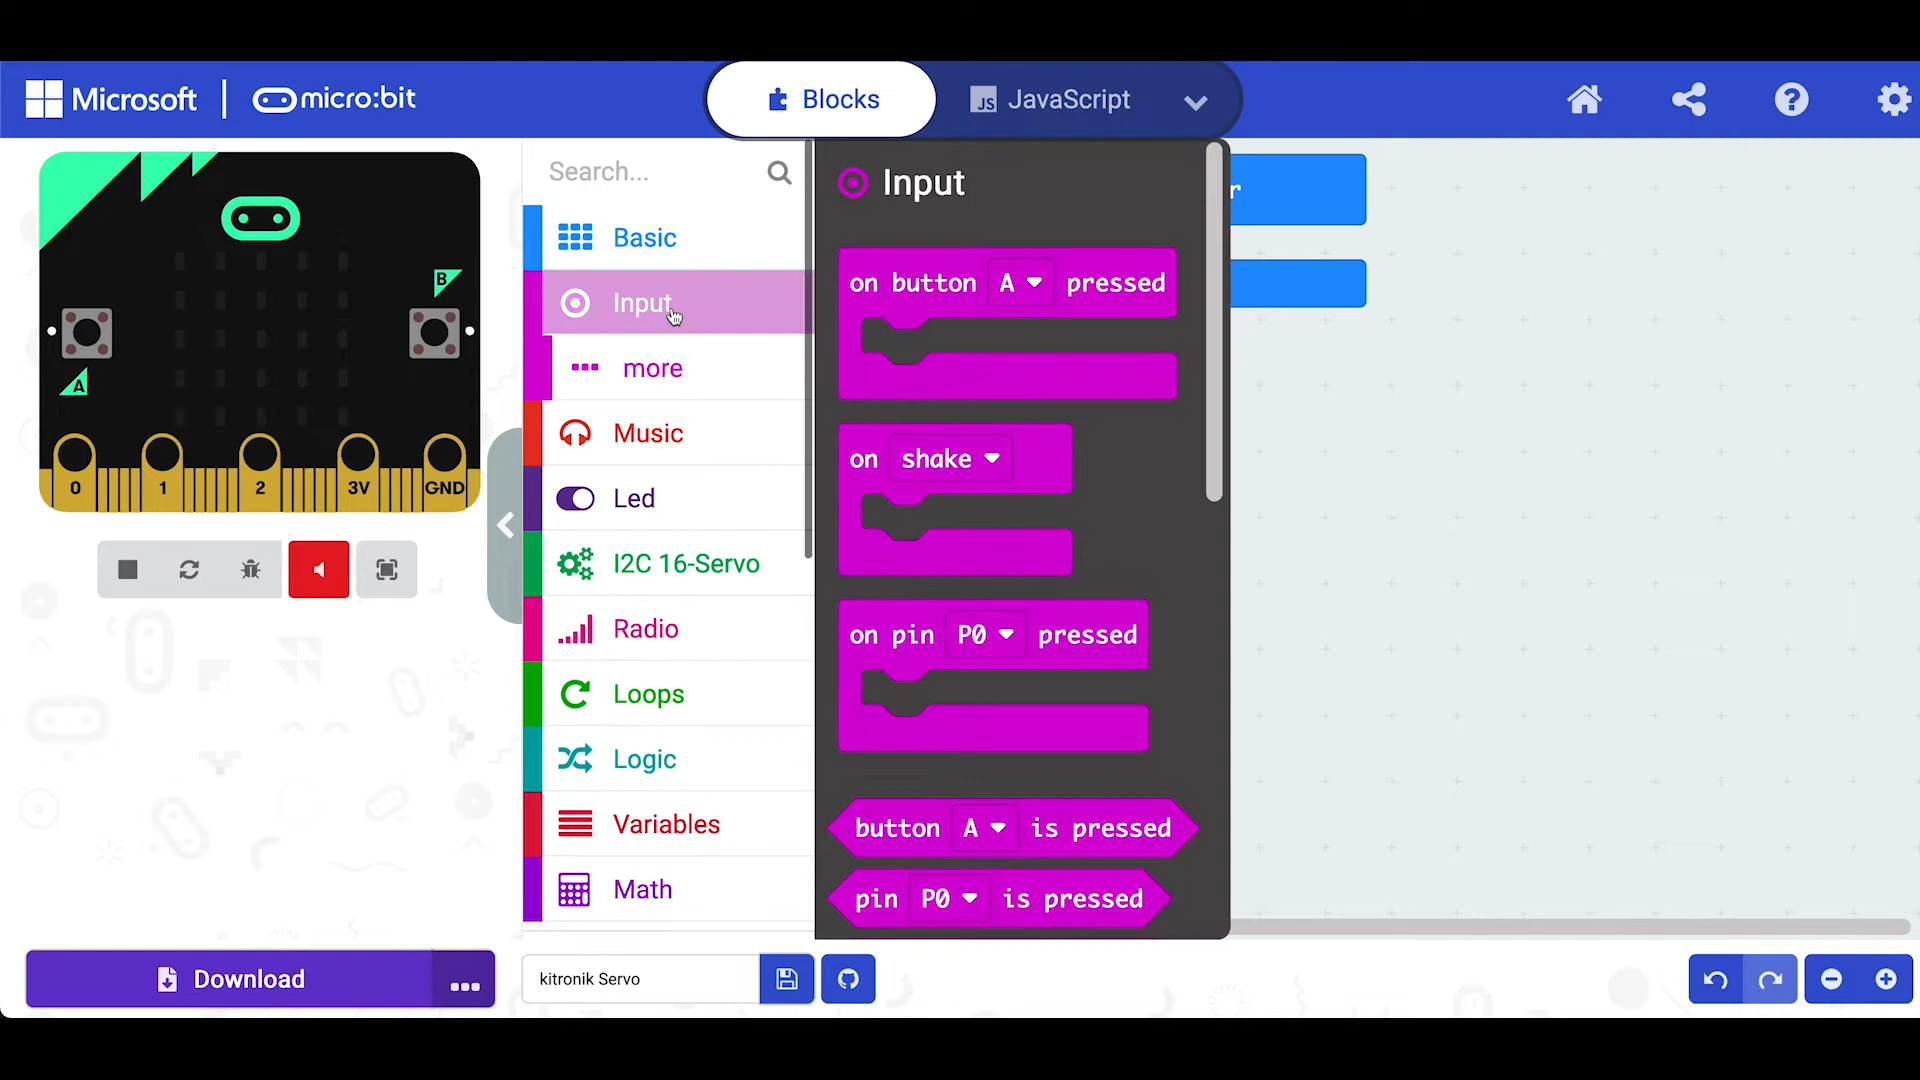 Microsoft | micro:bit
Blocks
JS JavaScript
B
A
0 1 2 3V GND
Download
...
Search...
Basic
Input
more
Music
Led
I2C 16-Servo
Radio
Loops
Logic
Variables
Math
kitronik Servo
Input
on button A pressed
on shake
on pin P0 pressed
button A is pressed
pin P0 is pressed
r